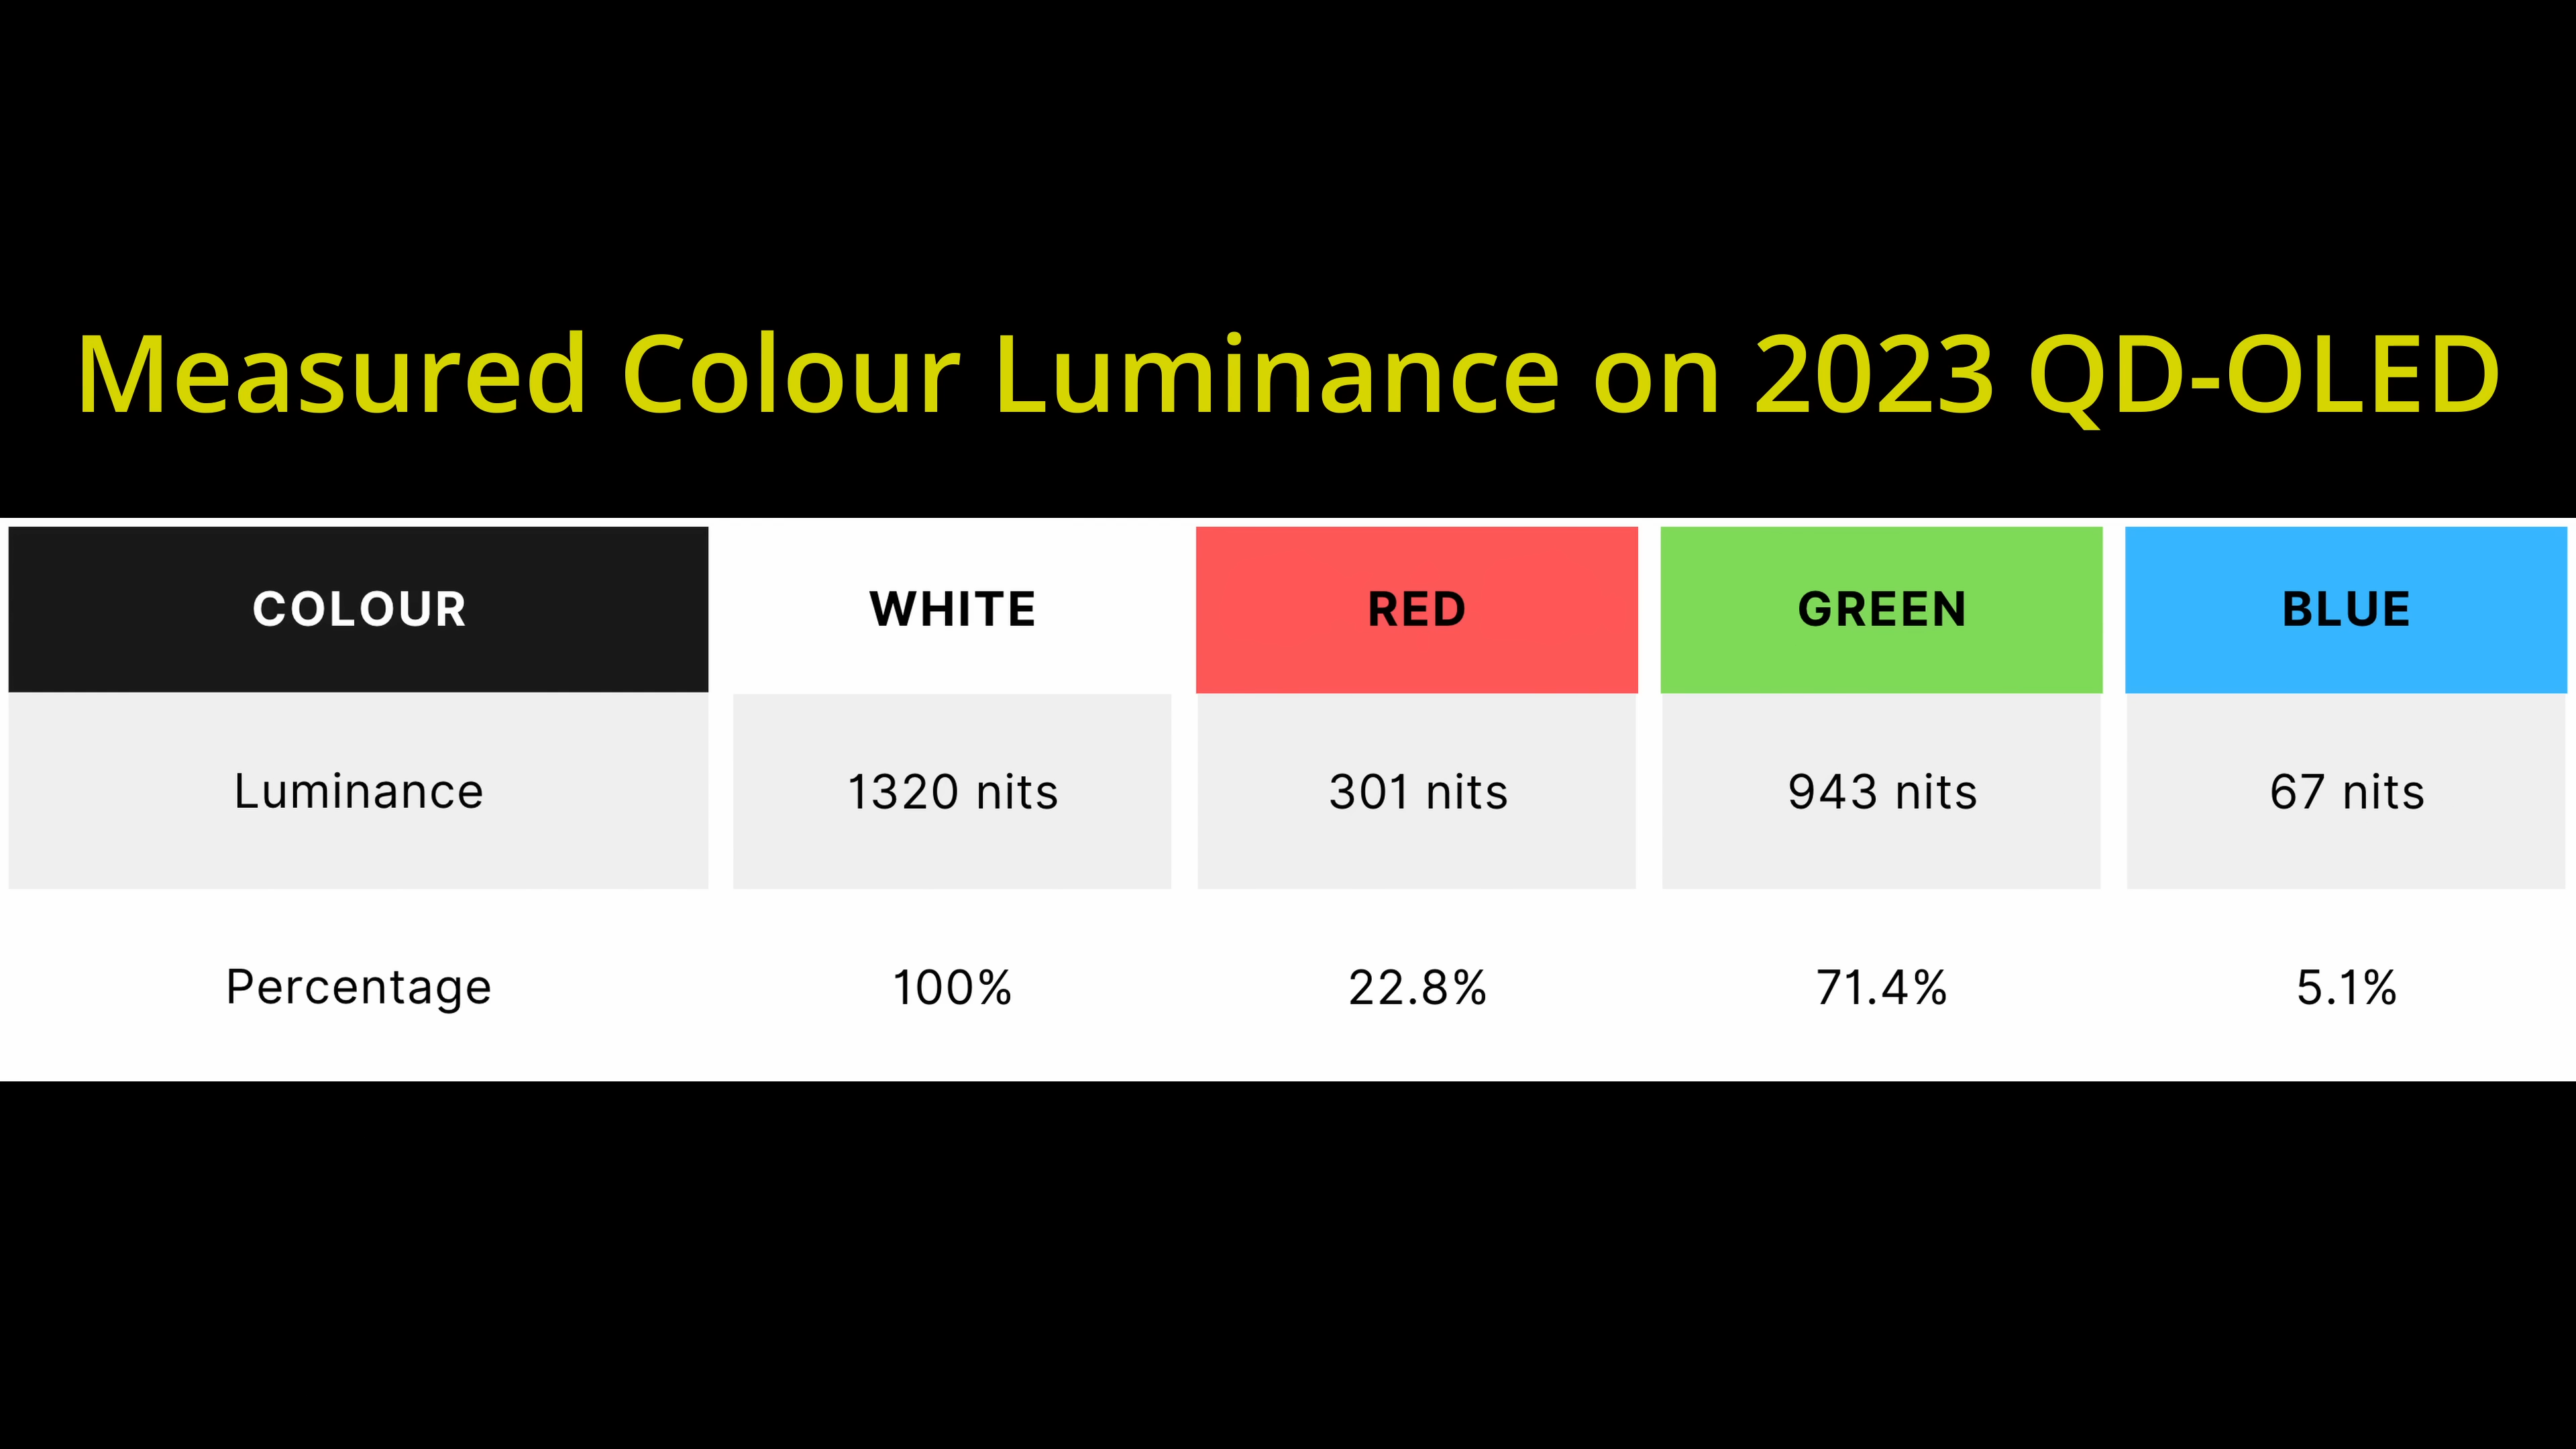 Measured Colour Luminance on 2023 QD-OLED
COLOUR WHITE RED GREEN BLUE
Luminance 1320 nits 301 nits 943 nits 67 nits
Percentage 100% 22.8% 71.4% 5.1%